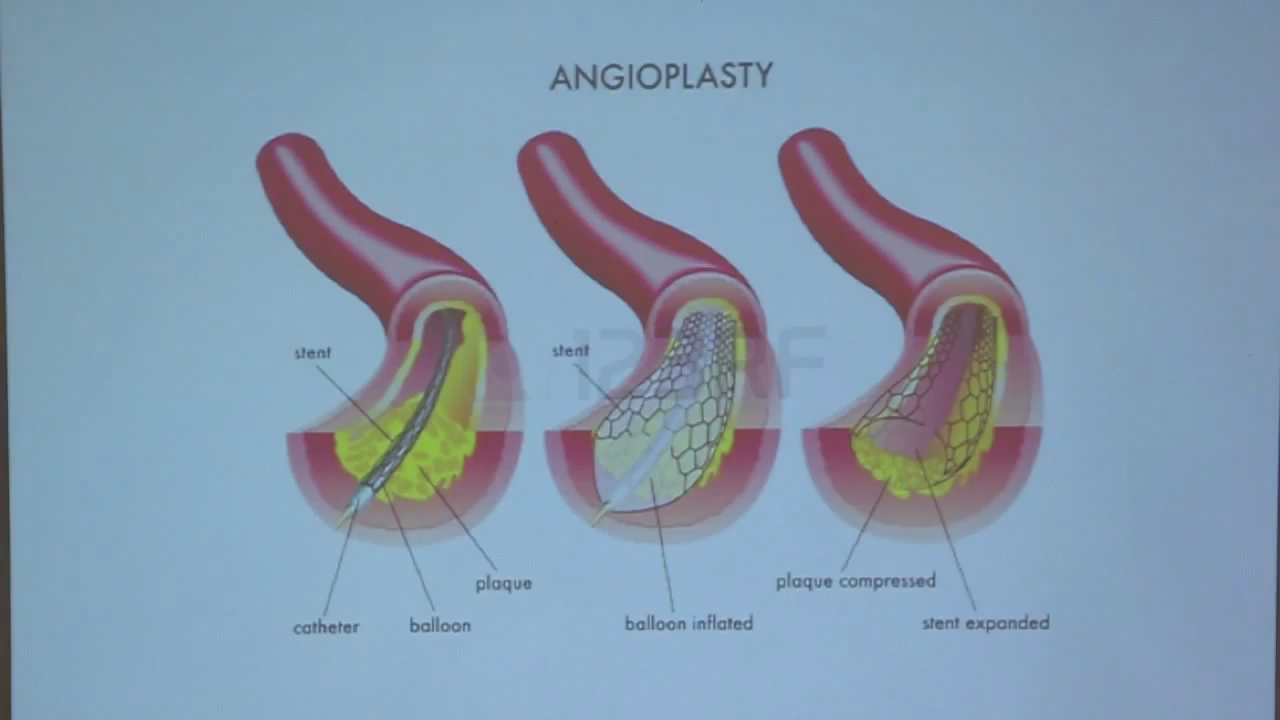 ANGIOPLASTY
stent
stent
plaque
plaque compressed
catheter
balloon
balloon inflated
stent expanded